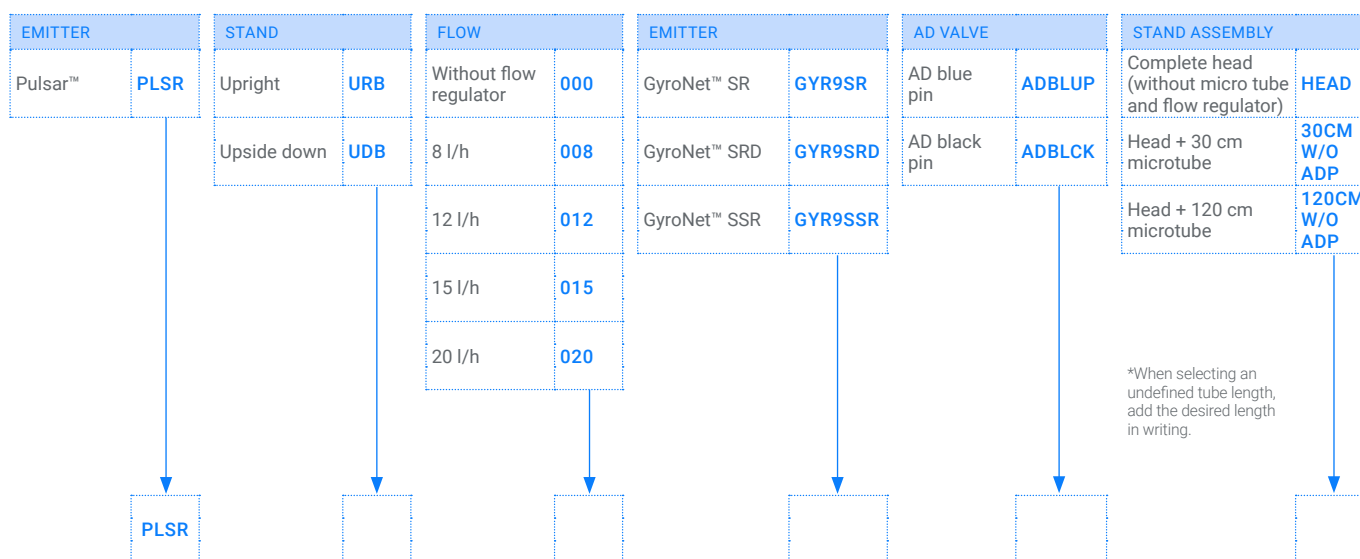 EMITTER
Pulsar™ PLSR
STAND
Upright URB
Upside down UDB
FLOW
Without flow
regulator 000
8 l/h 008
12 l/h 012
15 l/h 015
20 l/h 020
EMITTER
GyroNet™ SR GYR9SR
GyroNet™ SRD GYR9SRD
GyroNet™ SSR GYR9SSR
AD VALVE
AD blue
pin ADBLUP
AD black
pin ADBLCK
STAND ASSEMBLY
Complete head
(without micro tube
and flow regulator) HEAD
Head + 30 cm
microtube
30CM
W/O
ADP
Head + 120 cm
microtube
120CM
W/O
ADP
*When selecting an
undefined tube length,
add the desired length
in writing.
PLSR